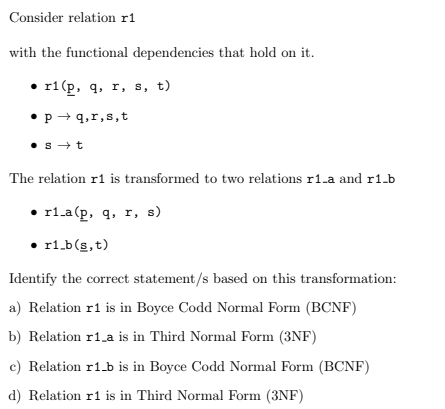 Consider relation r1
with the functional dependencies that hold on it.
• r1(p, q, r, s, t)
• p → q,r,s,t
• s → t
The relation r1 is transformed to two relations r1_a and r1_b
• r1_a(p, q, r, s)
• r1_b(s,t)
Identify the correct statement/s based on this transformation:
a) Relation r1 is in Boyce Codd Normal Form (BCNF)
b) Relation r1_a is in Third Normal Form (3NF)
c) Relation r1_b is in Boyce Codd Normal Form (BCNF)
d) Relation r1 is in Third Normal Form (3NF)